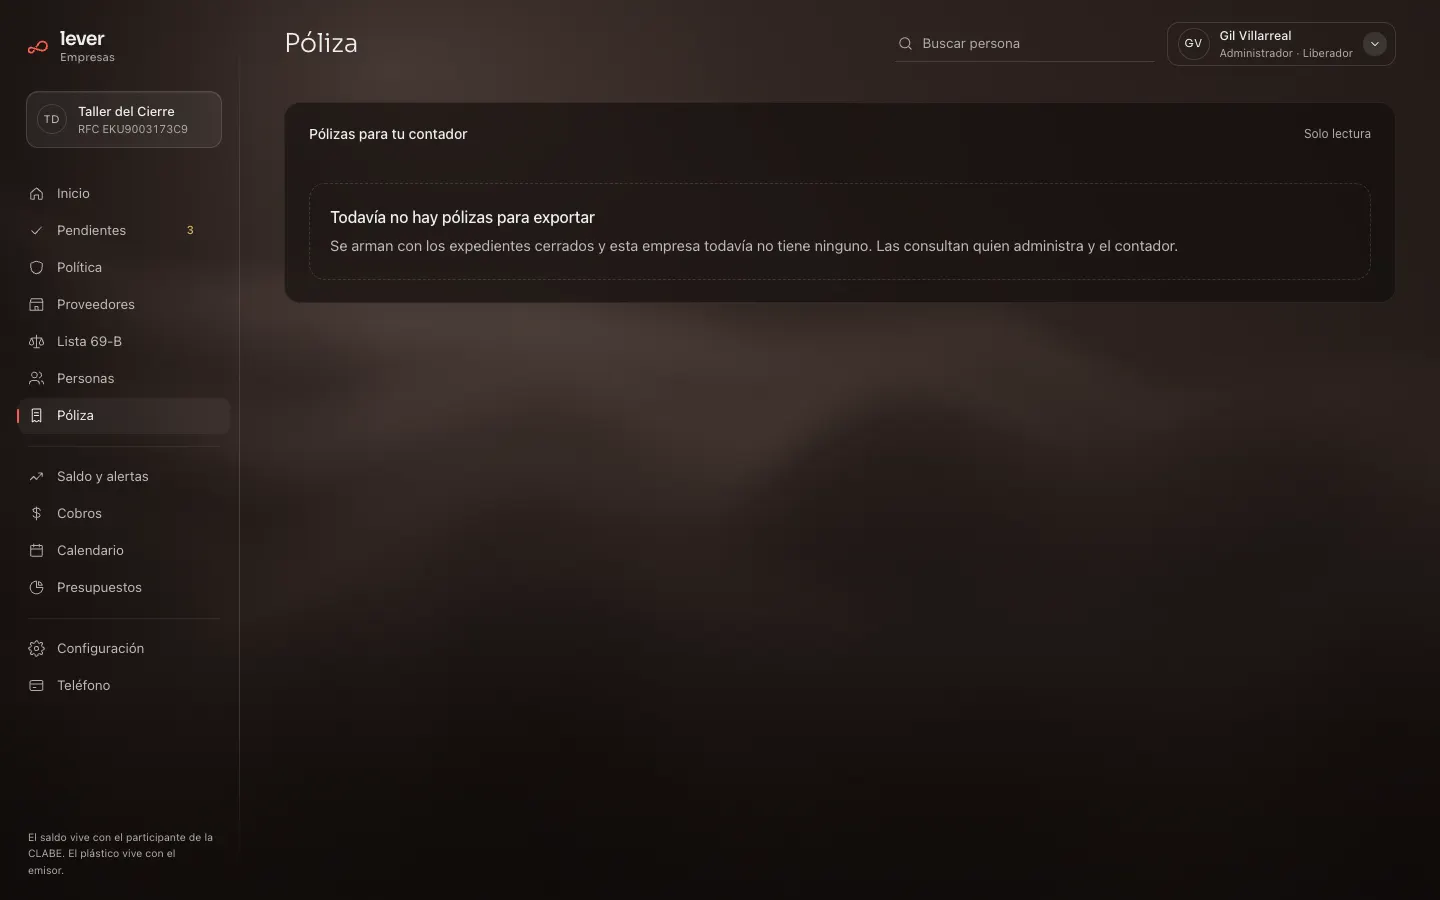 lever
Empresas
Póliza
Buscar persona
GV
Gil Villarreal
Administrador · Liberador
TD
Taller del Cierre
RFC EKU9003173C9
Pólizas para tu contador
Solo lectura
Todavía no hay pólizas para exportar
Se arman con los expedientes cerrados y esta empresa todavía no tiene ninguno. Las consultan quien administra y el contador.
Inicio
Pendientes 3
Política
Proveedores
Lista 69-B
Personas
Póliza
Saldo y alertas
Cobros
Calendario
Presupuestos
Configuración
Teléfono
El saldo vive con el participante de la
CLABE. El plástico vive con el
emisor.